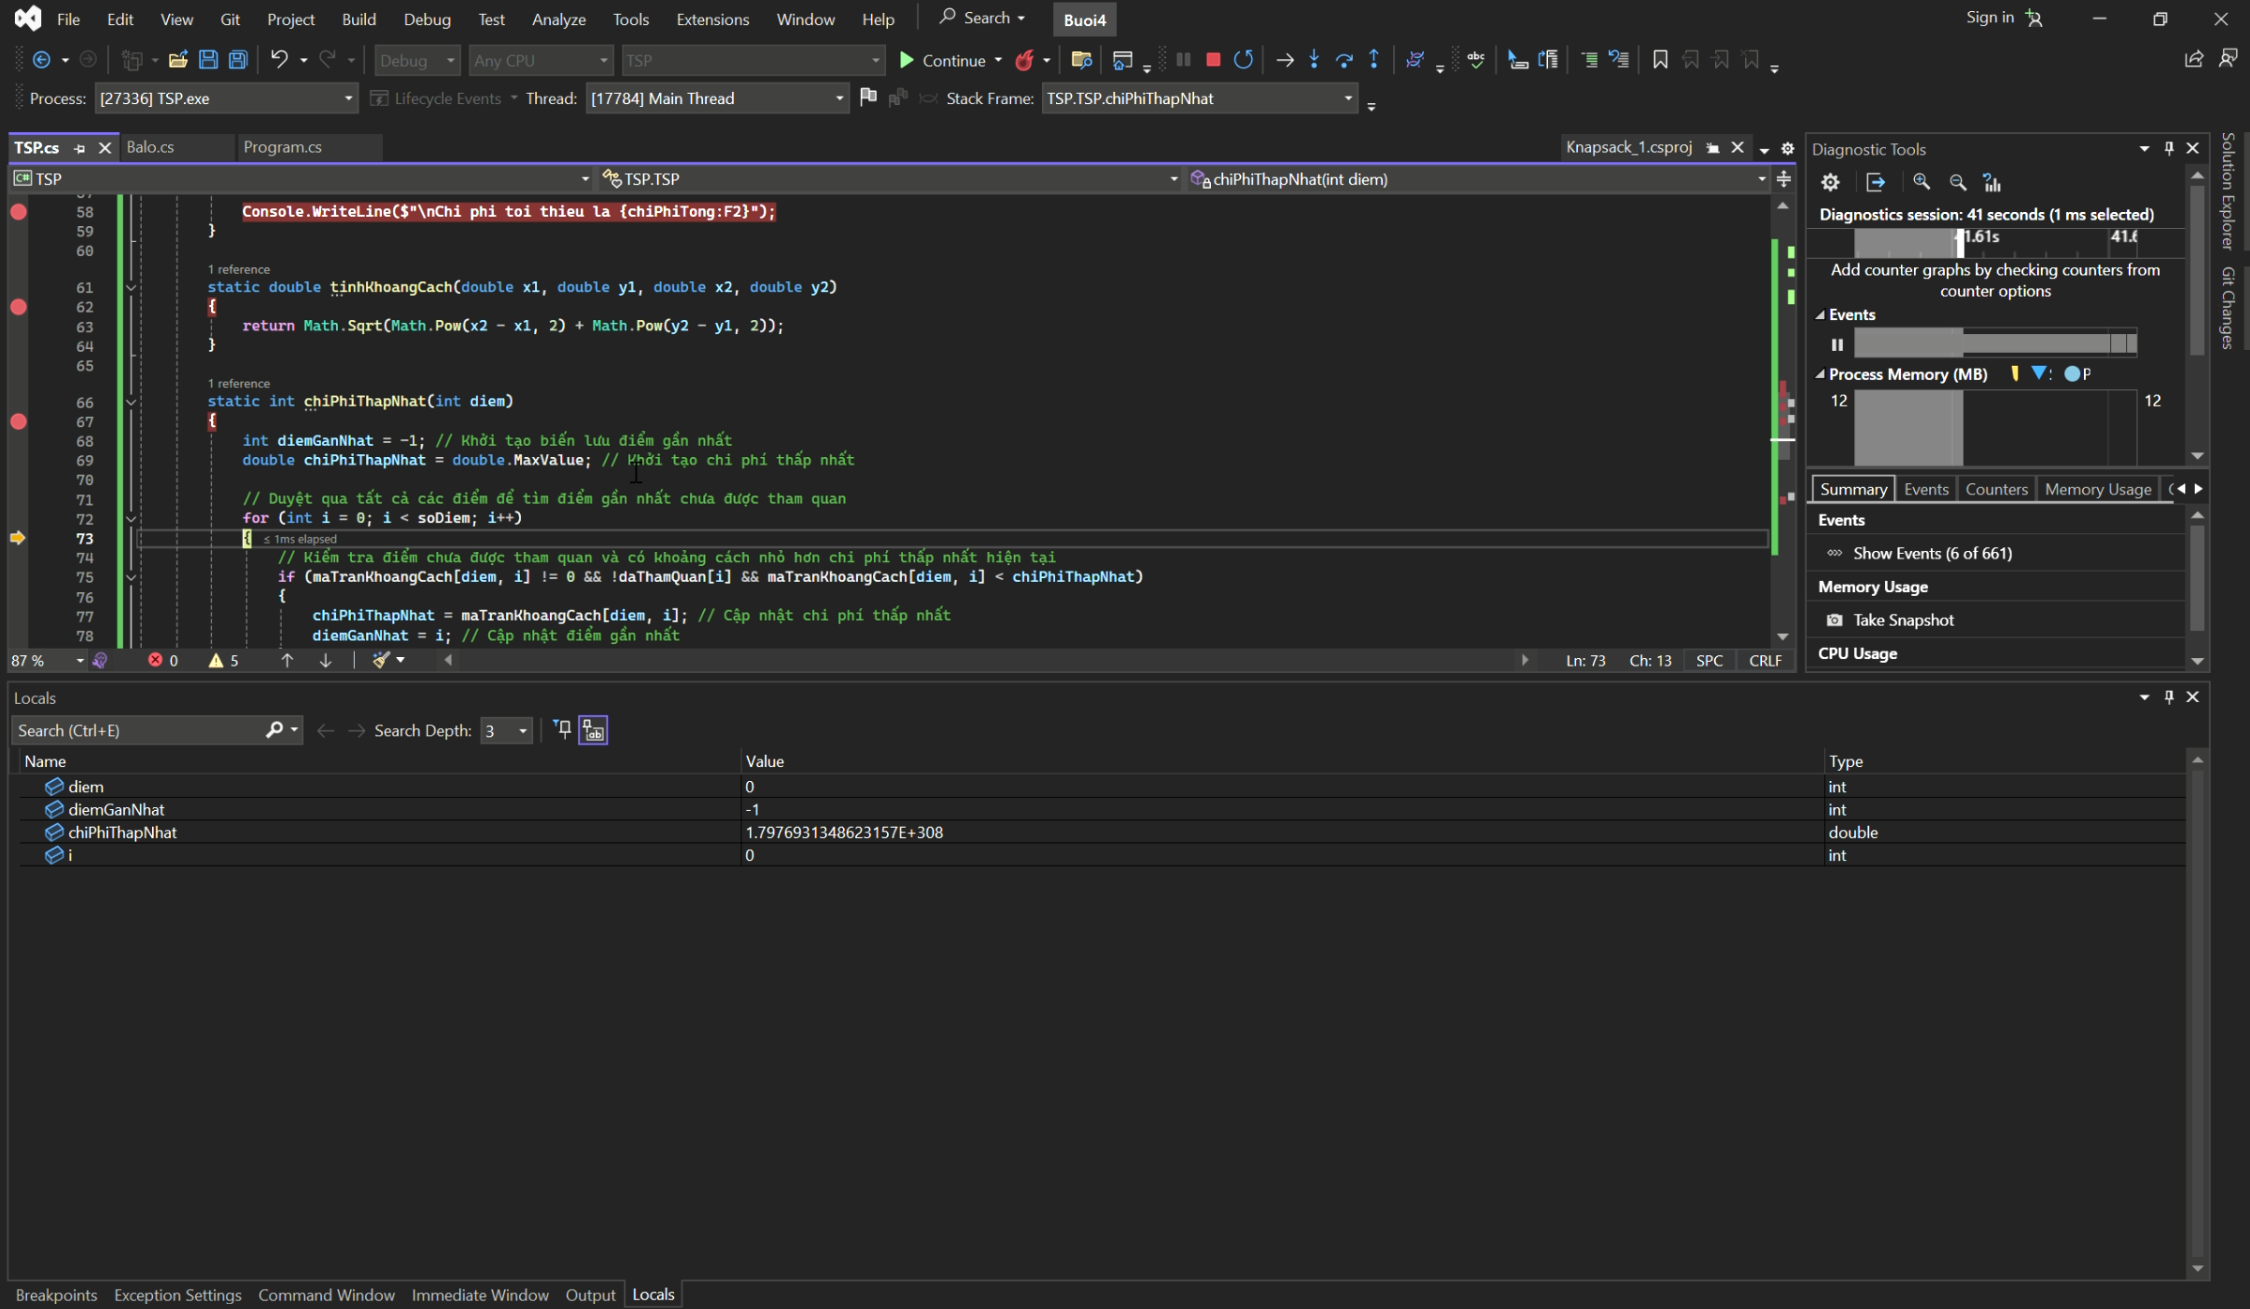 File Edit View Git Project Build Debug Test Analyze Tools Extensions Window Help Search Buoi4 Sign in
Debug Any CPU TSP Continue
Process: [27336] TSP.exe Lifecycle Events Thread: [17784] Main Thread Stack Frame: TSP.TSP.chiPhiThapNhat
TSP.cs Balo.cs Program.cs Knapsack_1.csproj
C# TSP TSP.TSP chiPhiThapNhat(int diem)
58 Console.WriteLine($"\nChi phi toi thieu la {chiPhiTong:F2}");
59 }
60
1 reference
61 static double tinhKhoangCach(double x1, double y1, double x2, double y2)
62 {
63 return Math.Sqrt(Math.Pow(x2 - x1, 2) + Math.Pow(y2 - y1, 2));
64 }
65
1 reference
66 static int chiPhiThapNhat(int diem)
67 {
68 int diemGanNhat = -1; // Khởi tạo biến lưu điểm gần nhất
69 double chiPhiThapNhat = double.MaxValue; // Khởi tạo chi phí thấp nhất
70
71 // Duyệt qua tất cả các điểm để tìm điểm gần nhất chưa được tham quan
72 for (int i = 0; i < soDiem; i++)
73 { ≤ 1ms elapsed
74 // Kiểm tra điểm chưa được tham quan và có khoảng cách nhỏ hơn chi phí thấp nhất hiện tại
75 if (maTranKhoangCach[diem, i] != 0 && !daThamQuan[i] && maTranKhoangCach[diem, i] < chiPhiThapNhat)
76 {
77 chiPhiThapNhat = maTranKhoangCach[diem, i]; // Cập nhật chi phí thấp nhất
78 diemGanNhat = i; // Cập nhật điểm gần nhất
87 % 0 5 Ln: 73 Ch: 13 SPC CRLF
Diagnostic Tools
Diagnostics session: 41 seconds (1 ms selected)
1.61s 41.6
Add counter graphs by checking counters from
counter options
Events
Process Memory (MB) P
12 12
Summary Events Counters Memory Usage
Events
Show Events (6 of 661)
Memory Usage
Take Snapshot
CPU Usage
Solution Explorer
Git Changes
Locals
Search (Ctrl+E) Search Depth: 3
Name Value Type
diem 0 int
diemGanNhat -1 int
chiPhiThapNhat 1.7976931348623157E+308 double
i 0 int
Breakpoints Exception Settings Command Window Immediate Window Output Locals